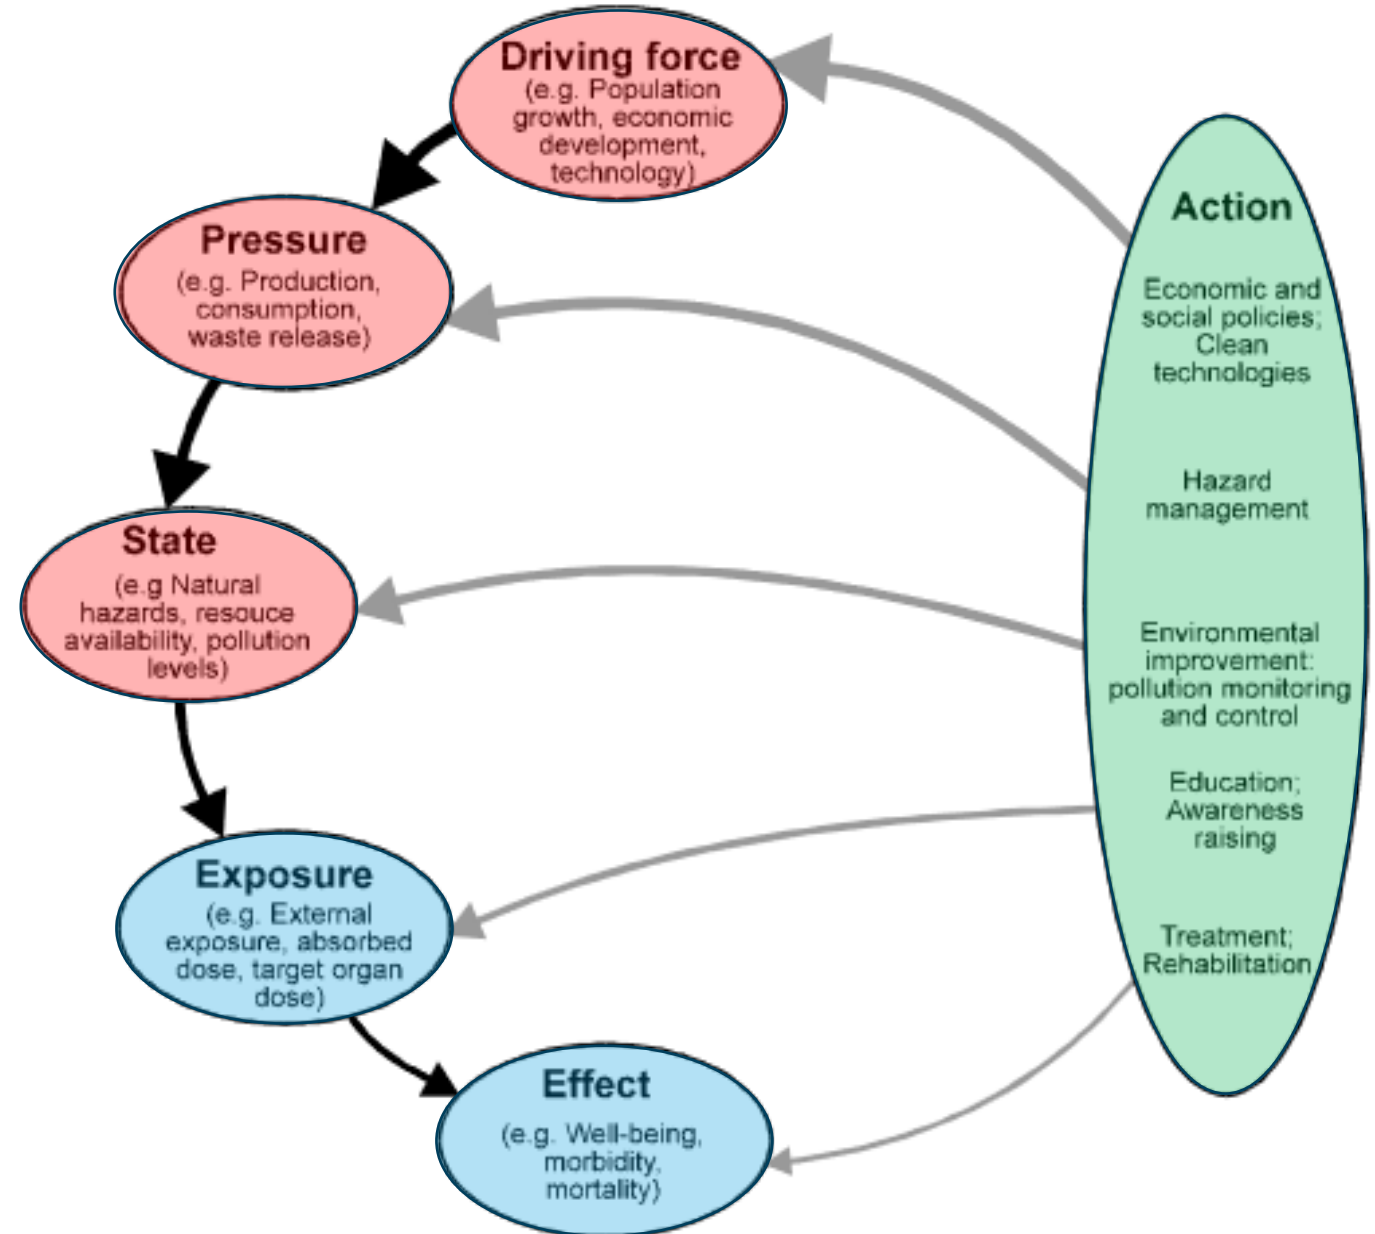 Driving force
(e.g. Population
growth, economic
development,
technology)
Pressure
(e.g. Production,
consumption,
waste release)
State
(e.g Natural
hazards, resouce
availability, pollution
levels)
Exposure
(e.g. External
exposure, absorbed
dose, target organ
dose)
Effect
(e.g. Well-being,
morbidity,
mortality)
Action
Economic and
social policies;
Clean
technologies
Hazard
management
Environmental
improvement:
pollution monitoring
and control
Education;
Awareness
raising
Treatment;
Rehabilitation